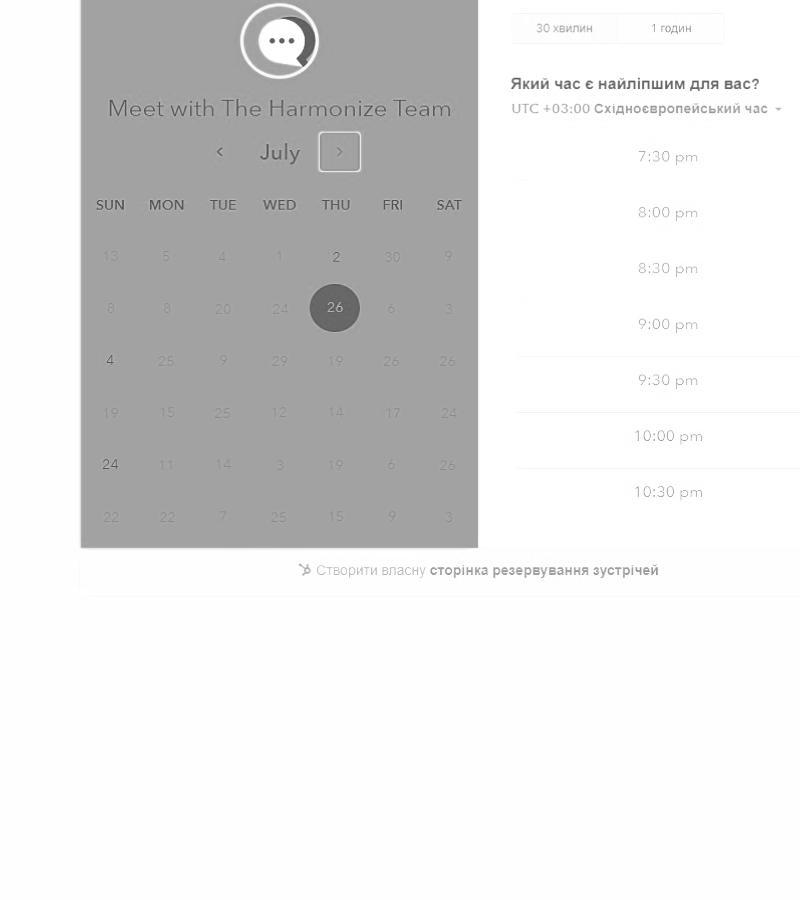 30 хвилин 1 годин
Meet with The Harmonize Team
July
SUN MON TUE WED THU FRI SAT
13 5 4 1 2 30 9
8 8 20 24 26 6 3
4 25 9 29 19 26 26
19 15 25 12 14 17 24
24 11 14 3 19 6 26
22 22 7 25 15 9 3
Який час є найліпшим для вас?
UTC +03:00 Східноєвропейський час
7:30 pm
8:00 pm
8:30 pm
9:00 pm
9:30 pm
10:00 pm
10:30 pm
Створити власну сторінка резервування зустрічей